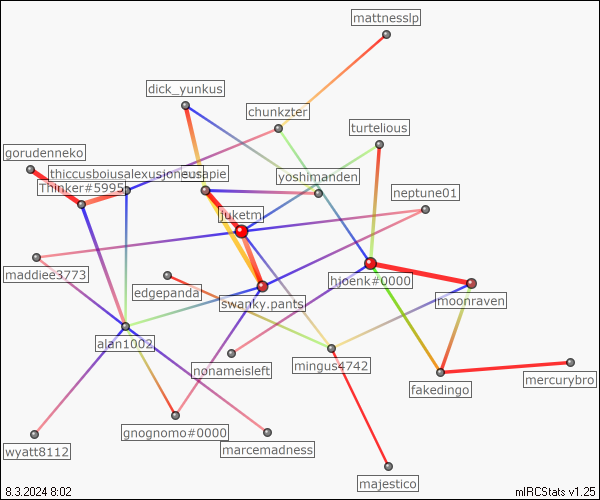 mattnesslp
dick_yunkus
chunkzter
turtelious
gorudenneko
thiccusboiusalexusjoneusapie
yoshimanden
Thinker#5995
neptune01
juketm
maddiee3773
edgepanda
hjoenk#0000
swanky.pants
moonraven
alan1002
nonameisleft
mingus4742
fakedingo
mercurybro
gnognomo#0000
wyatt8112
marcemadness
majestico
8.3.2024 8:02
mIRCStats v1.25